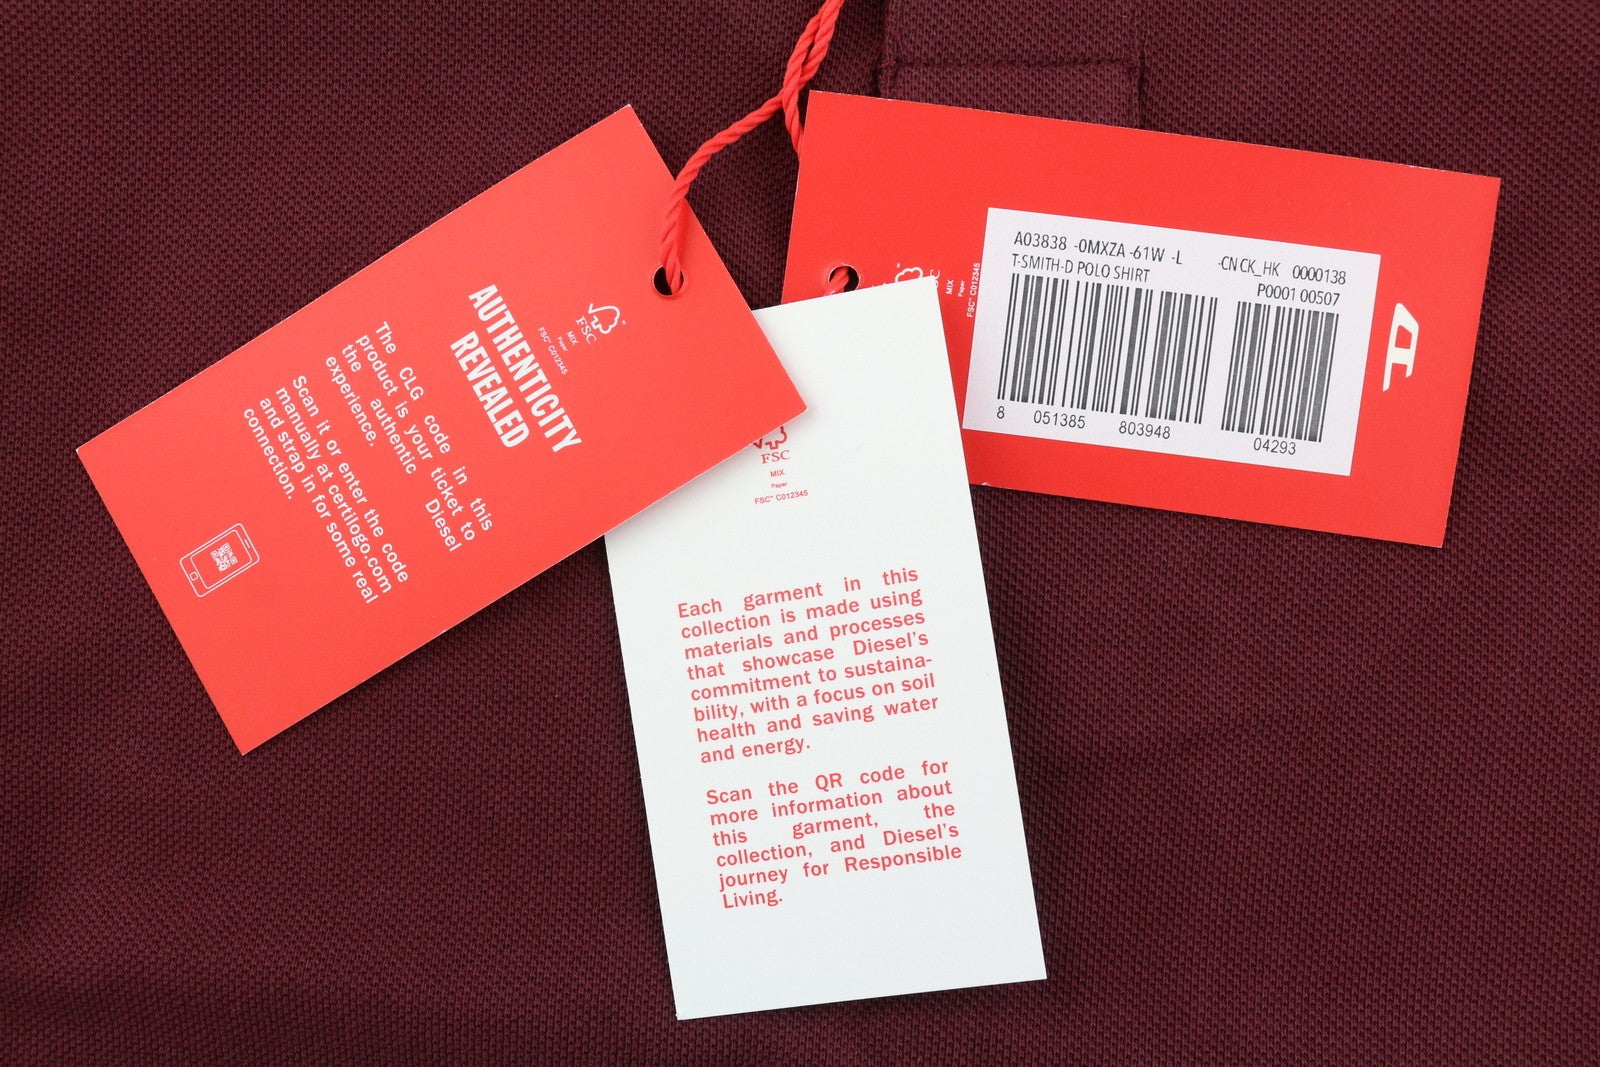 FSC
MIX
Paper
FSC™ C012345
AUTHENTICITY
REVEALED
The CLG code in this
product is your ticket to
the authentic Diesel
experience.
Scan it or enter the code
manually at certilogo.com
and strap in for some real
connection.
FSC
MIX
Paper
FSC™ C012345
Each garment in this
collection is made using
materials and processes
that showcase Diesel's
commitment to sustaina-
bility, with a focus on soil
health and saving water
and energy.
Scan the QR code for
more information about
this garment, the
collection, and Diesel's
journey for Responsible
Living.
MIX
Paper
FSC™ C012345
A03838 -0MXZA -61W -L -CN CK_HK 0000138
T-SMITH-D POLO SHIRT P0001 00507
8 051385 803948 04293
D